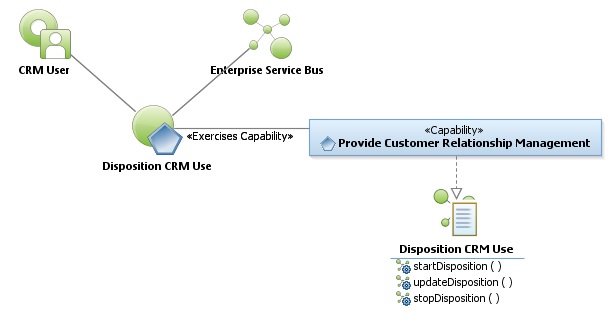 CRM User
Enterprise Service Bus
«Exercises Capability»
Disposition CRM Use
«Capability»
Provide Customer Relationship Management
Disposition CRM Use
startDisposition ( )
updateDisposition ( )
stopDisposition ( )